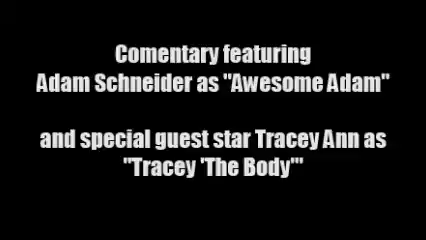 Comentary featuring
Adam Schneider as "Awesome Adam"
and special guest star Tracey Ann as
"Tracey 'The Body'"